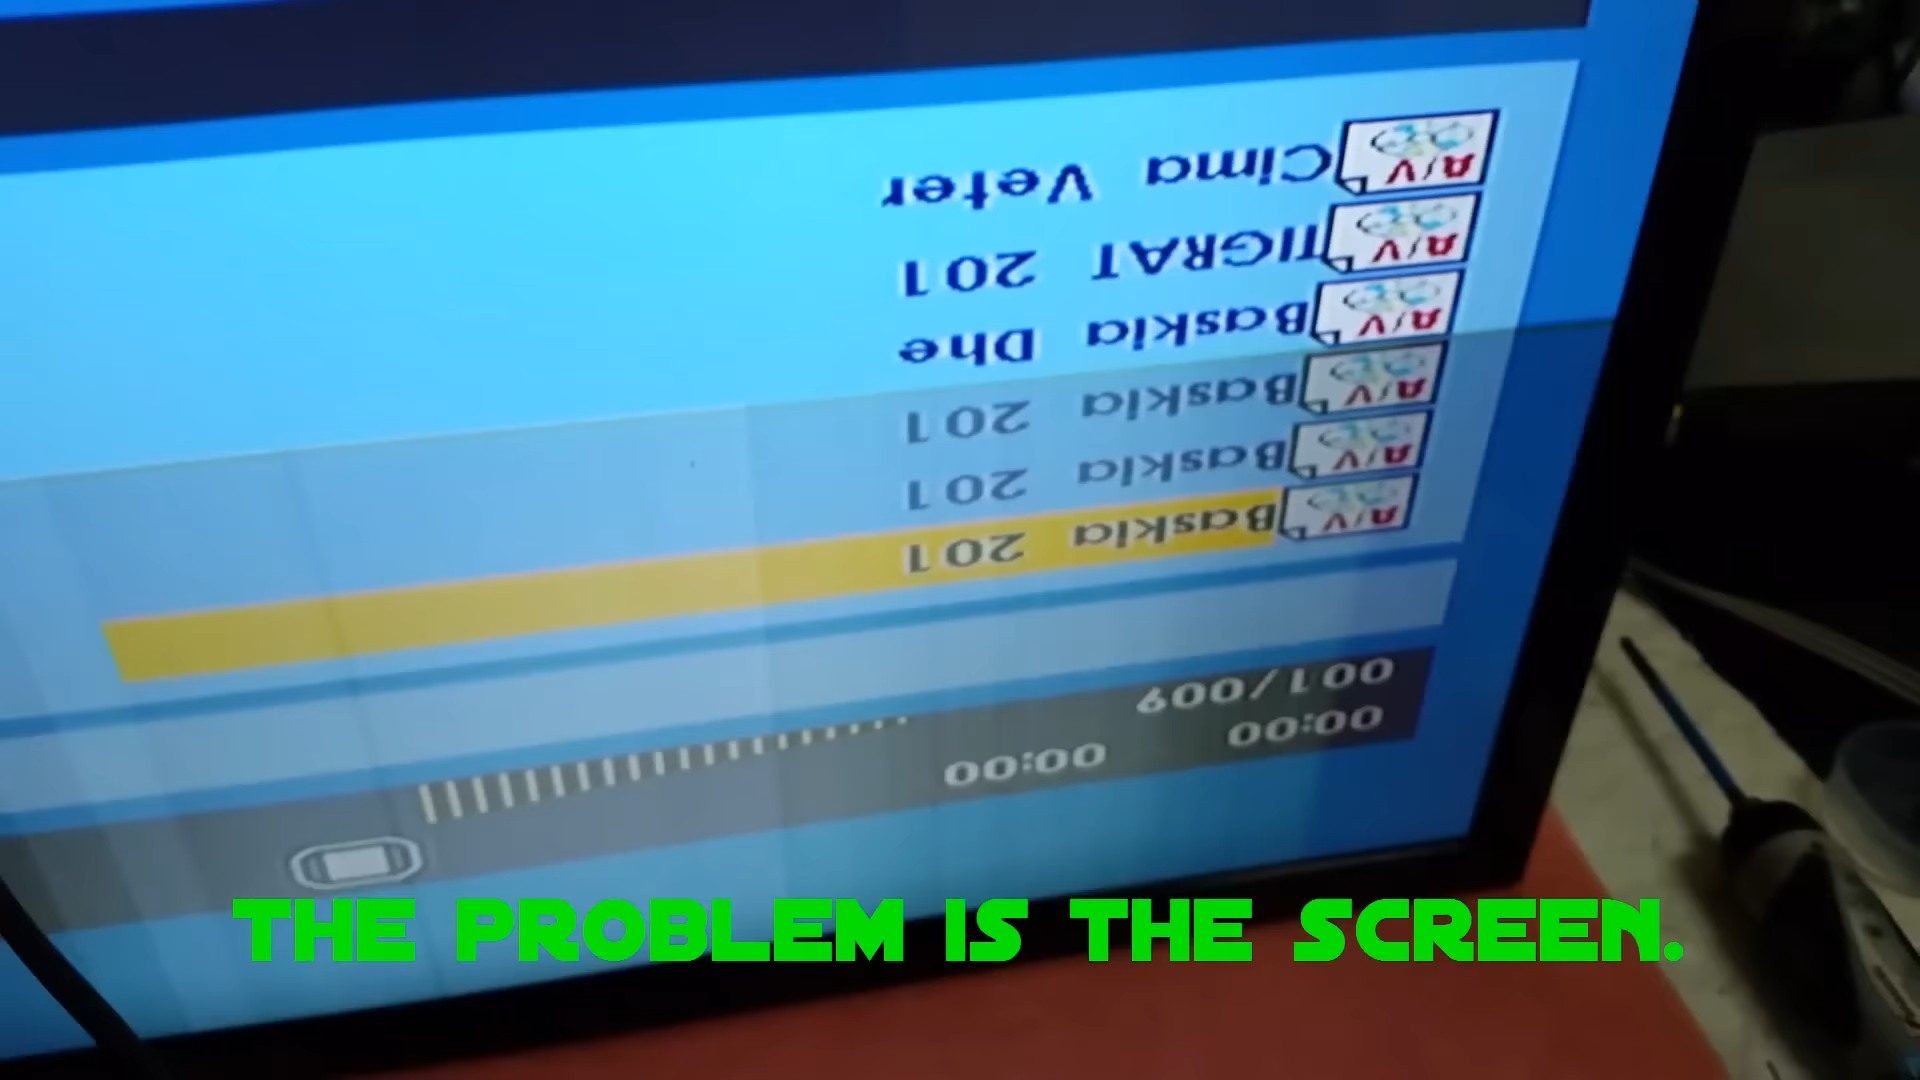 00:00 00:00
001/009
A/V Baskia 201
A/V Baskia 201
A/V Baskia 201
A/V Baskia Dhe
A/V TIGRAT 201
A/V Cima Veter
THE PROBLEM IS THE SCREEN.